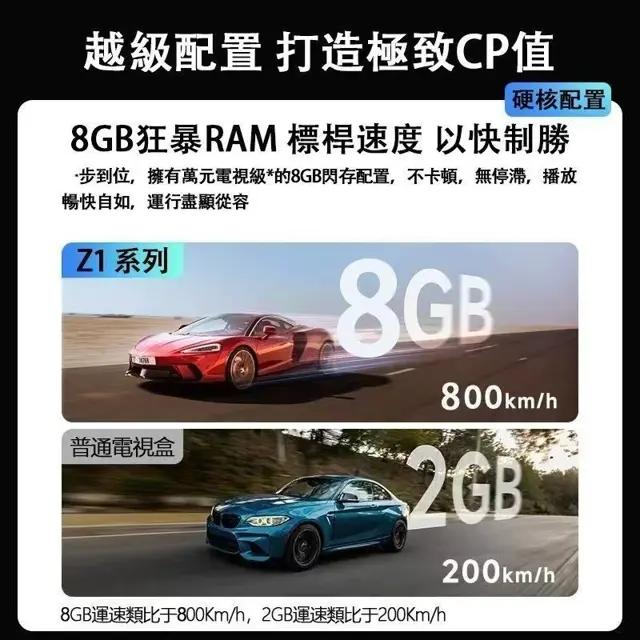 越級配置 打造極致CP值
硬核配置
8GB狂暴RAM 標桿速度 以快制勝
·步到位，擁有萬元電視級*的8GB閃存配置，不卡頓，無停滯，播放
暢快自如，運行盡顯從容
Z1 系列
8GB
800km/h
普通電視盒
2GB
200km/h
8GB運速類比于800Km/h，2GB運速類比于200Km/h